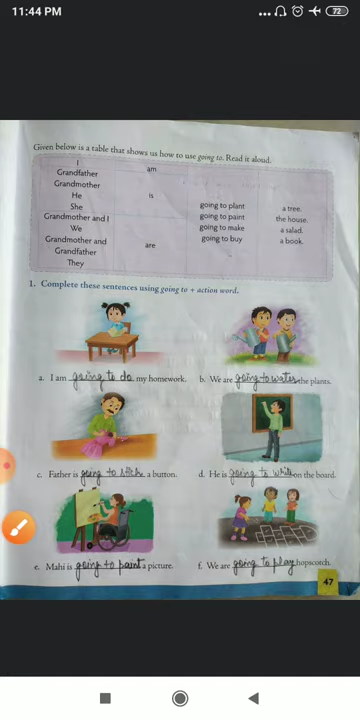 11:44 PM
72
Given below is a table that shows us how to use going to. Read it aloud.
I
Grandfather
Grandmother
He
She
Grandmother and I
We
Grandmother and
Grandfather
They
am
is
are
going to plant
going to paint
going to make
going to buy
a tree.
the house.
a salad.
a book.
1. Complete these sentences using going to + action word.
a. I am going to do my homework.
b. We are going to water the plants.
c. Father is going to stitch a button.
d. He is going to write on the board.
e. Mahi is going to paint a picture.
f. We are going to play hopscotch.
47